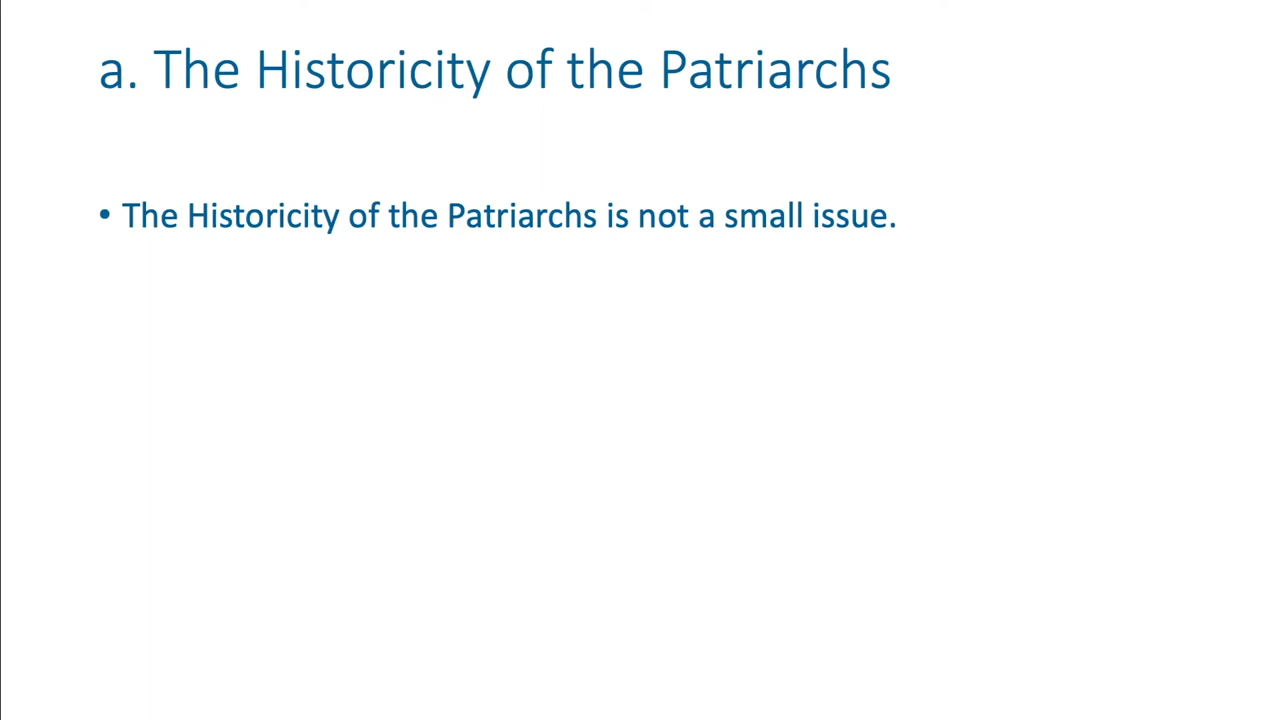 a. The Historicity of the Patriarchs
• The Historicity of the Patriarchs is not a small issue.